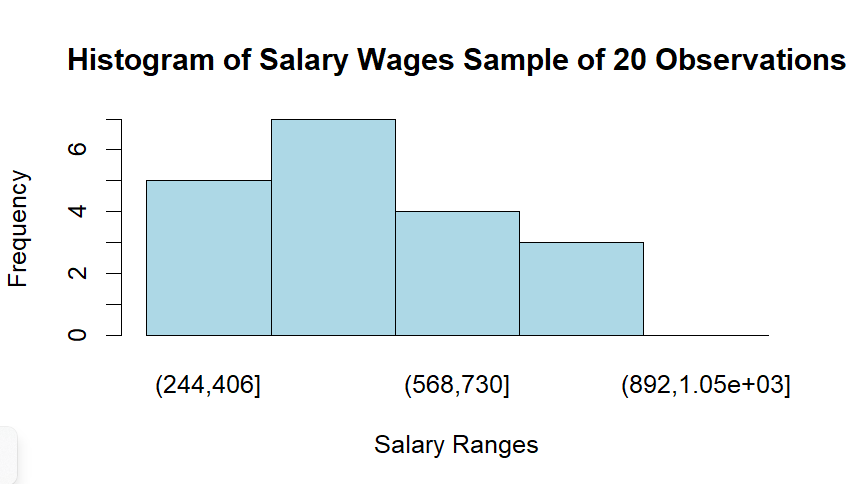 Histogram of Salary Wages Sample of 20 Observations
Frequency
6
4
2
0
(244,406] (568,730] (892,1.05e+03]
Salary Ranges